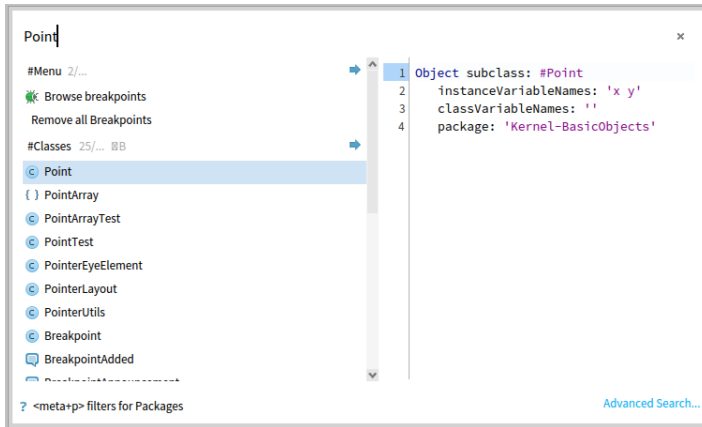 Point
#Menu 2/...
Browse breakpoints
Remove all Breakpoints
#Classes 25/... B
Point
{ } PointArray
PointArrayTest
PointTest
PointerEyeElement
PointerLayout
PointerUtils
Breakpoint
BreakpointAdded
BreakpointAnnouncement
1 Object subclass: #Point
2 instanceVariableNames: 'x y'
3 classVariableNames: ''
4 package: 'Kernel-BasicObjects'
? <meta+p> filters for Packages
Advanced Search...